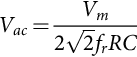 $V_{ac} = \frac{V_m}{2\sqrt{2} f_r RC}$